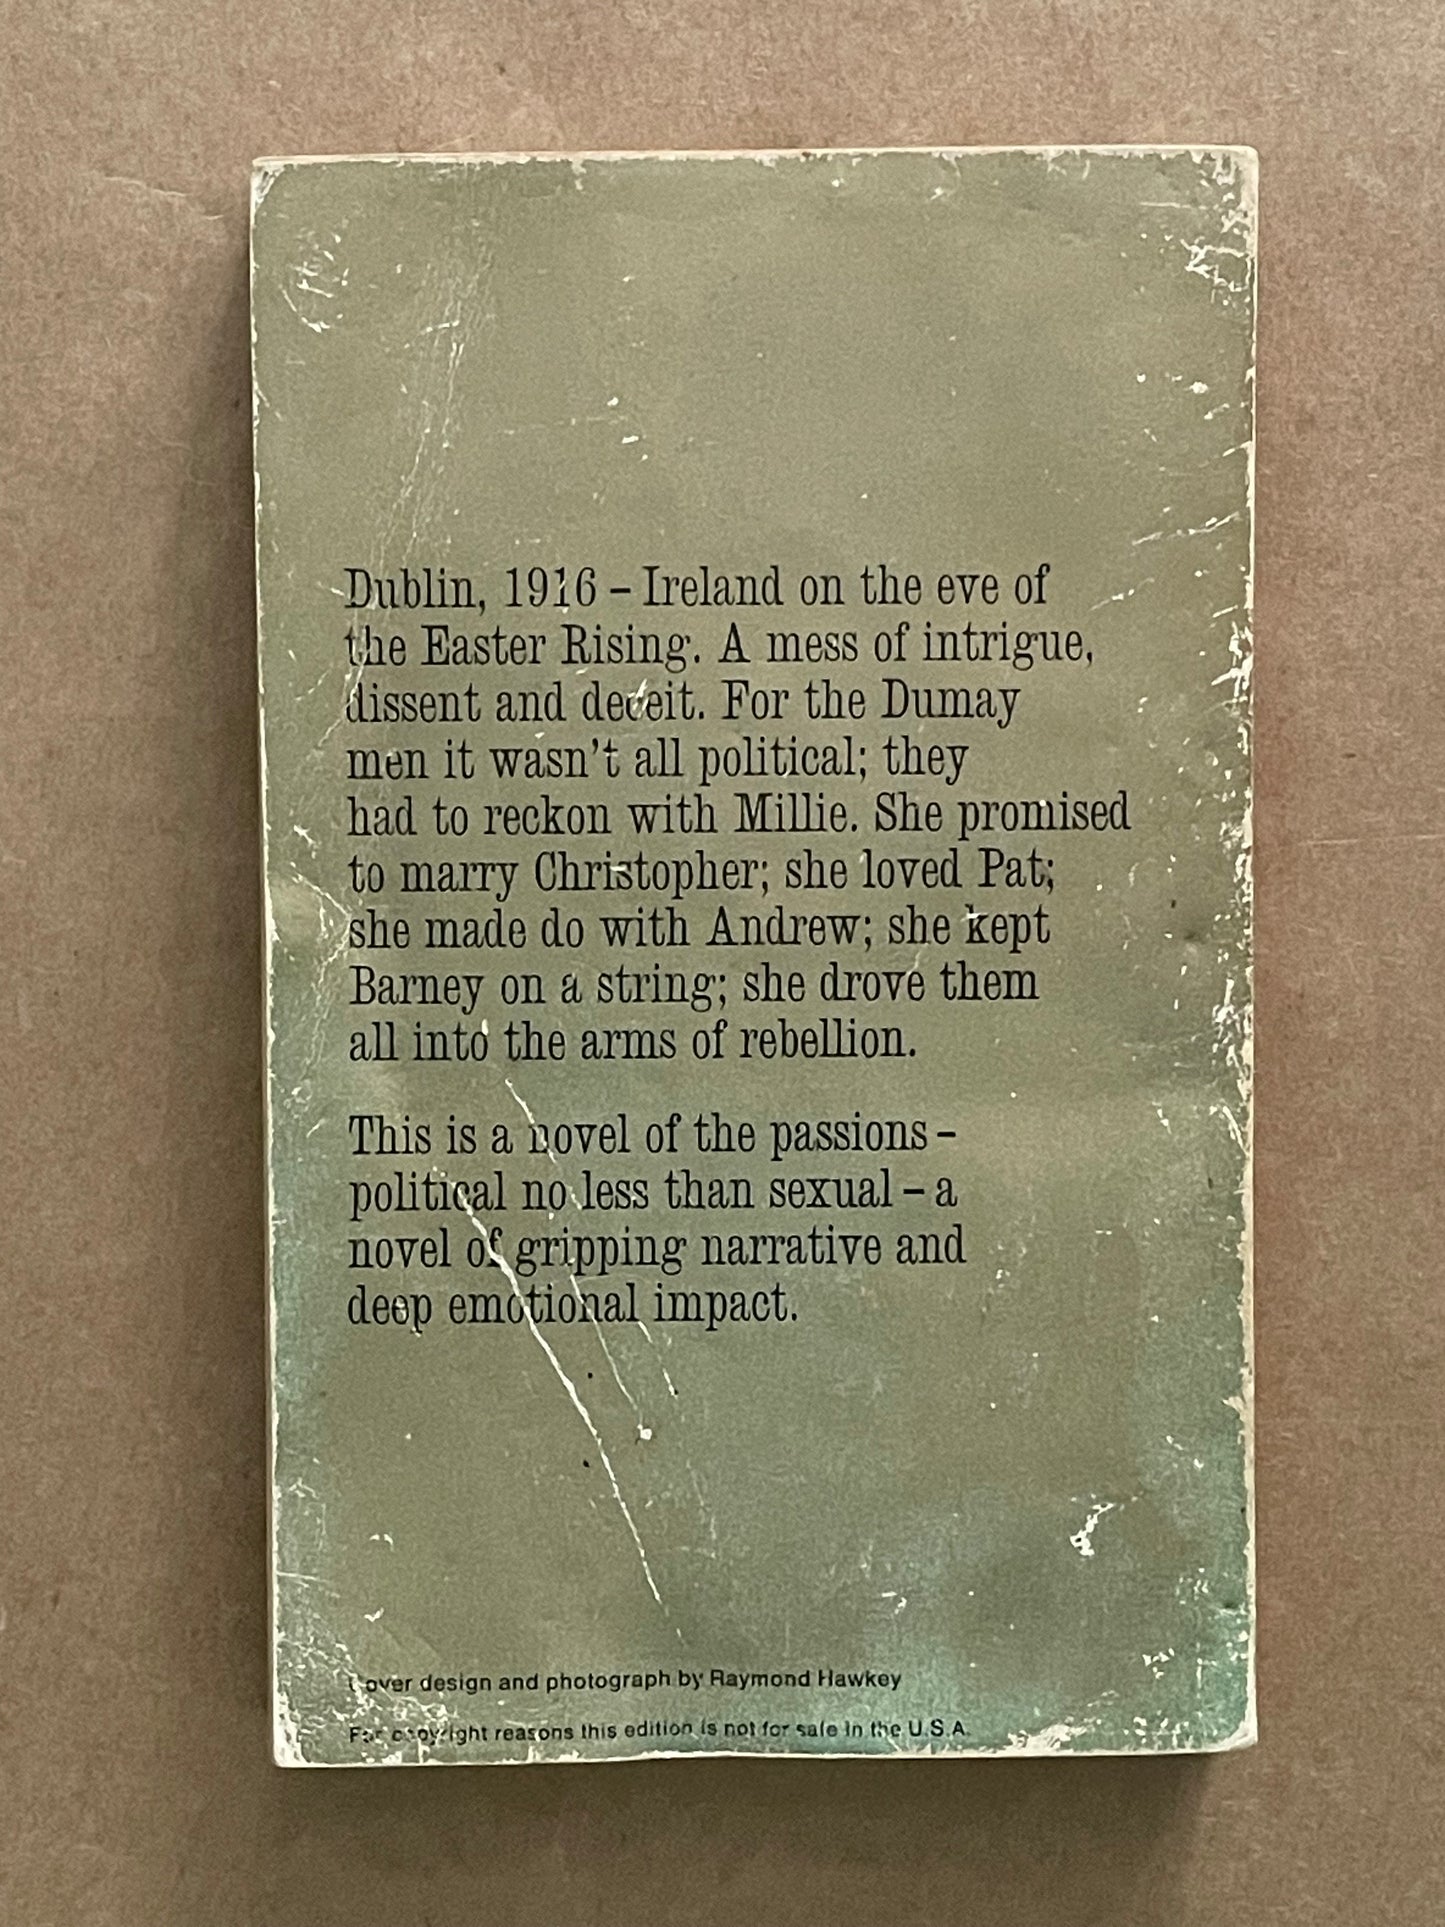 Dublin, 1916 – Ireland on the eve of
the Easter Rising. A mess of intrigue,
dissent and deceit. For the Dumay
men it wasn't all political; they
had to reckon with Millie. She promised
to marry Christopher; she loved Pat;
she made do with Andrew; she kept
Barney on a string; she drove them
all into the arms of rebellion.
This is a novel of the passions –
political no less than sexual – a
novel of gripping narrative and
deep emotional impact.
Cover design and photograph by Raymond Hawkey
For copyright reasons this edition is not for sale in the U.S.A.